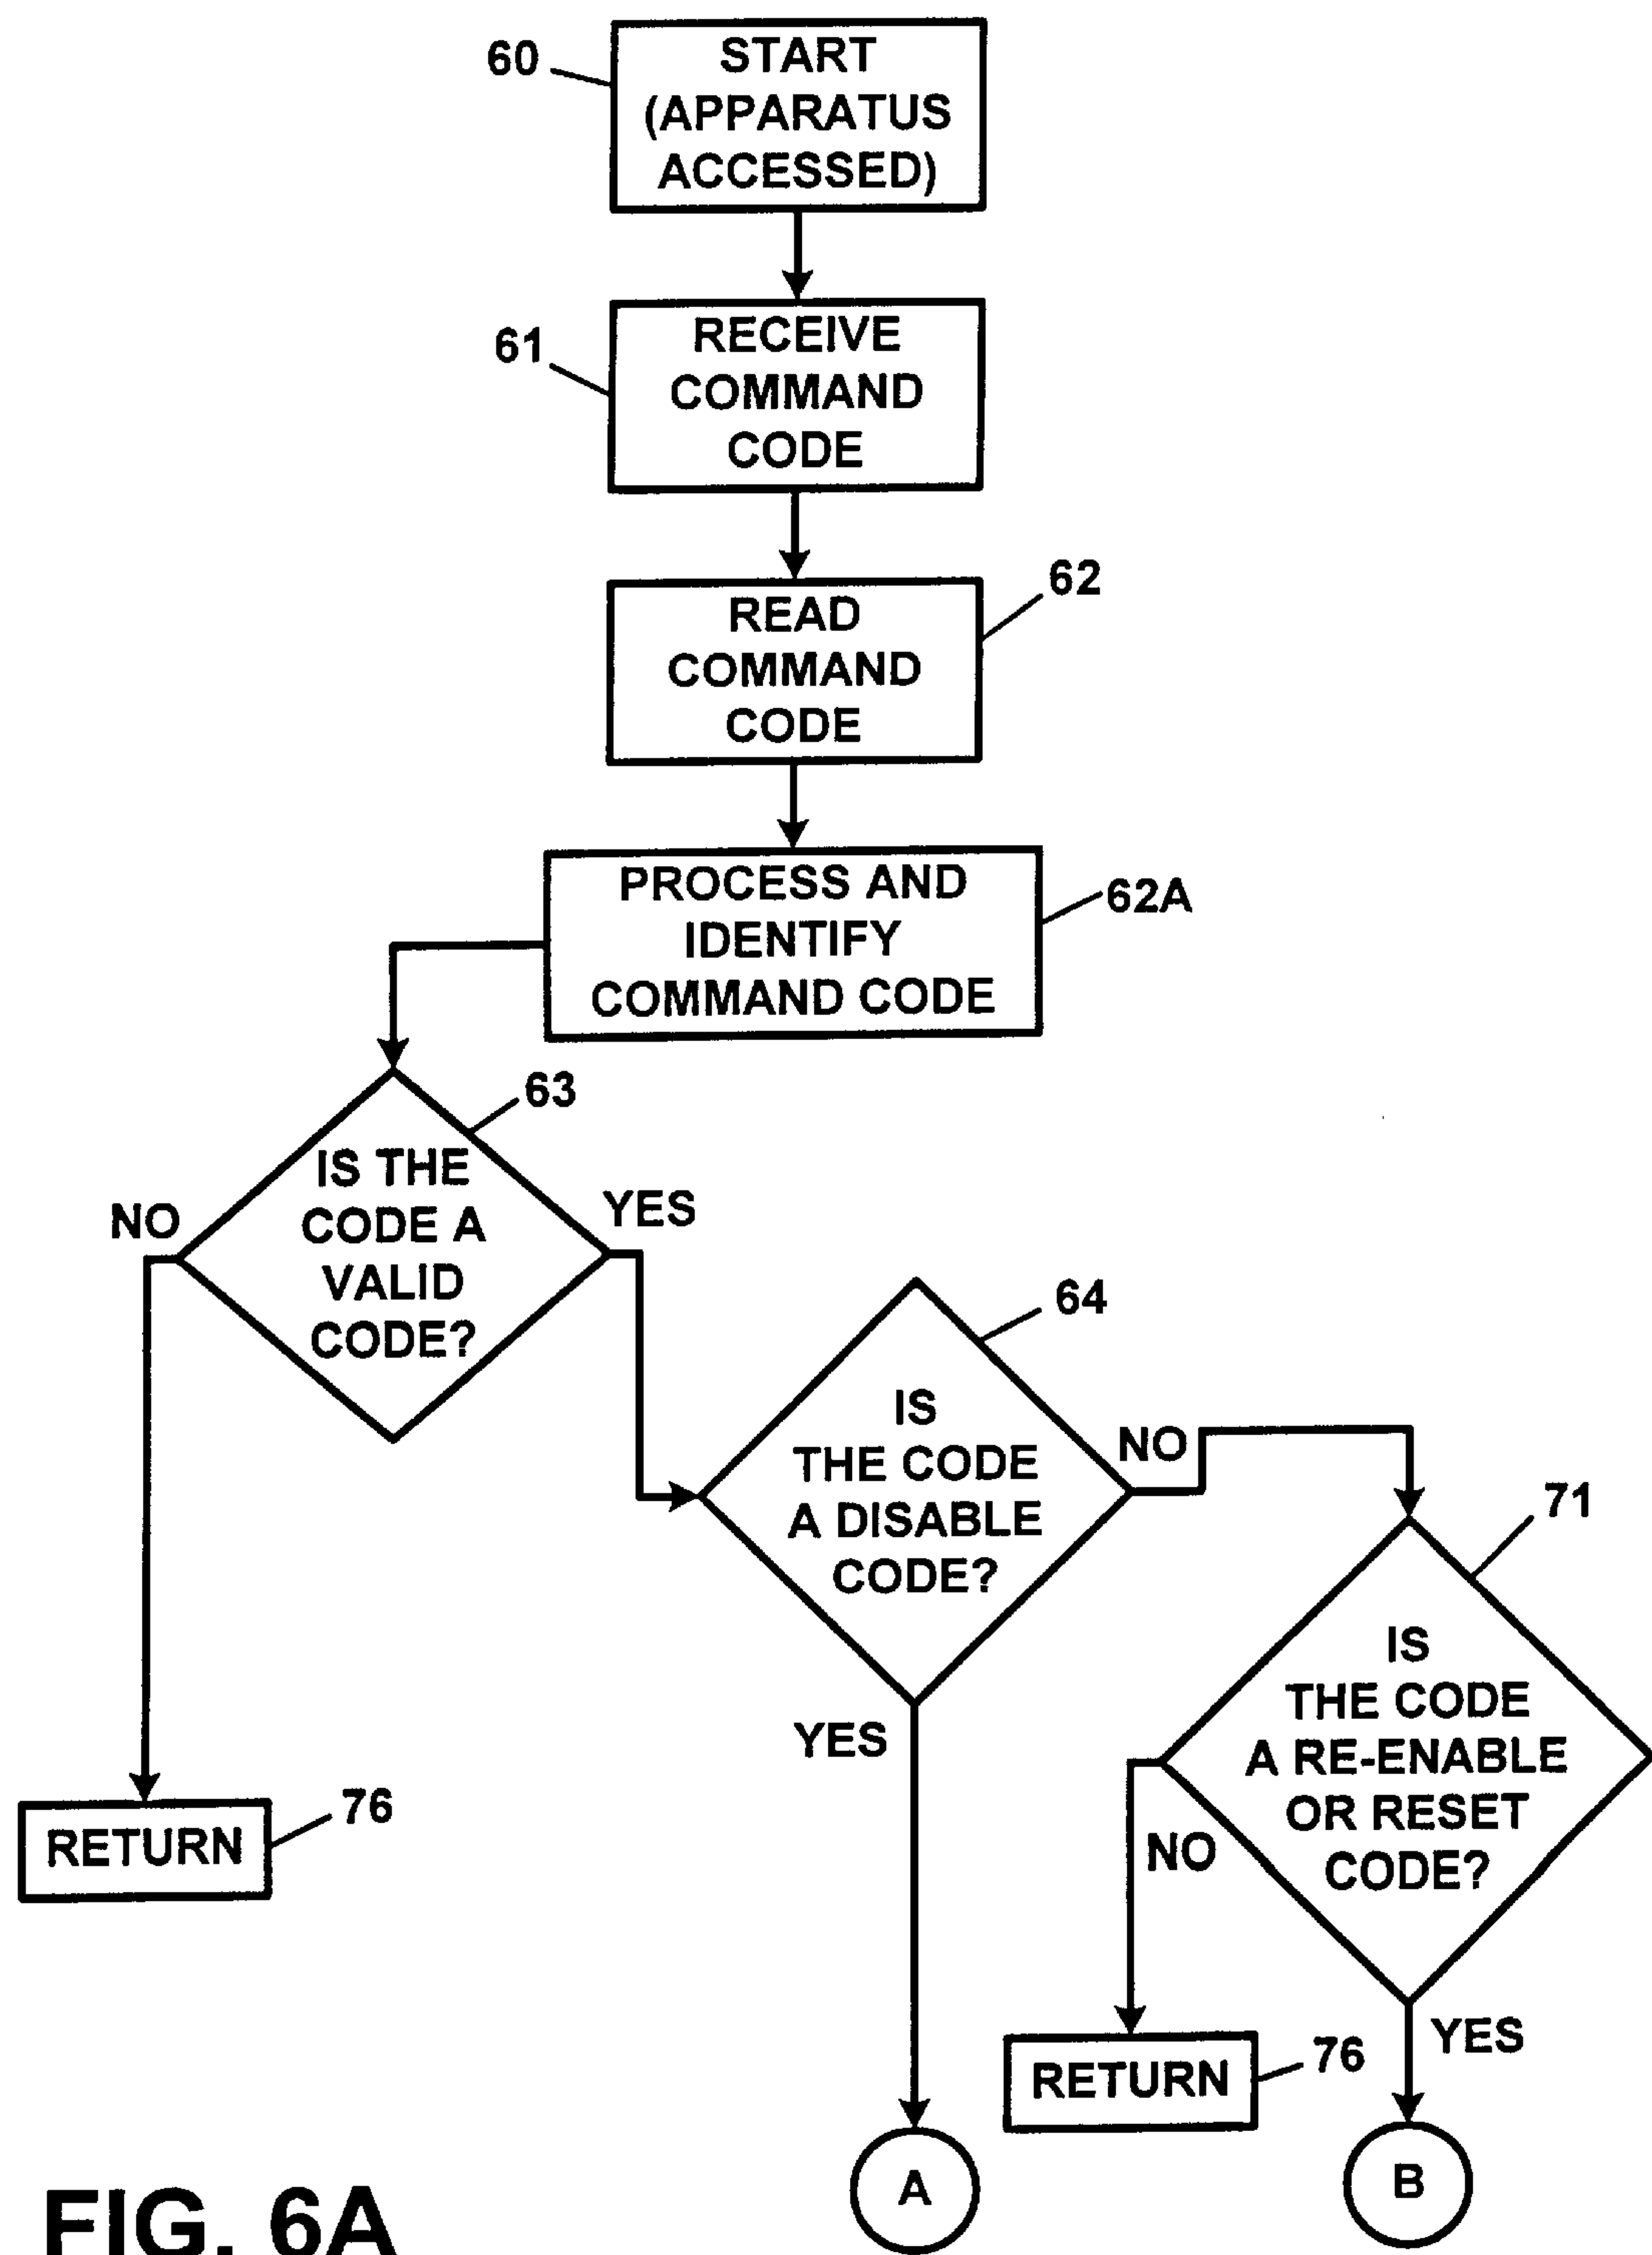 60
START
(APPARATUS
ACCESSED)
61
RECEIVE
COMMAND
CODE
62
READ
COMMAND
CODE
62A
PROCESS AND
IDENTIFY
COMMAND CODE
63
IS THE
CODE A
VALID
CODE?
NO
YES
64
IS
THE CODE
A DISABLE
CODE?
NO
YES
71
IS
THE CODE
A RE-ENABLE
OR RESET
CODE?
NO
YES
RETURN
76
RETURN
76
A
B
FIG. 6A